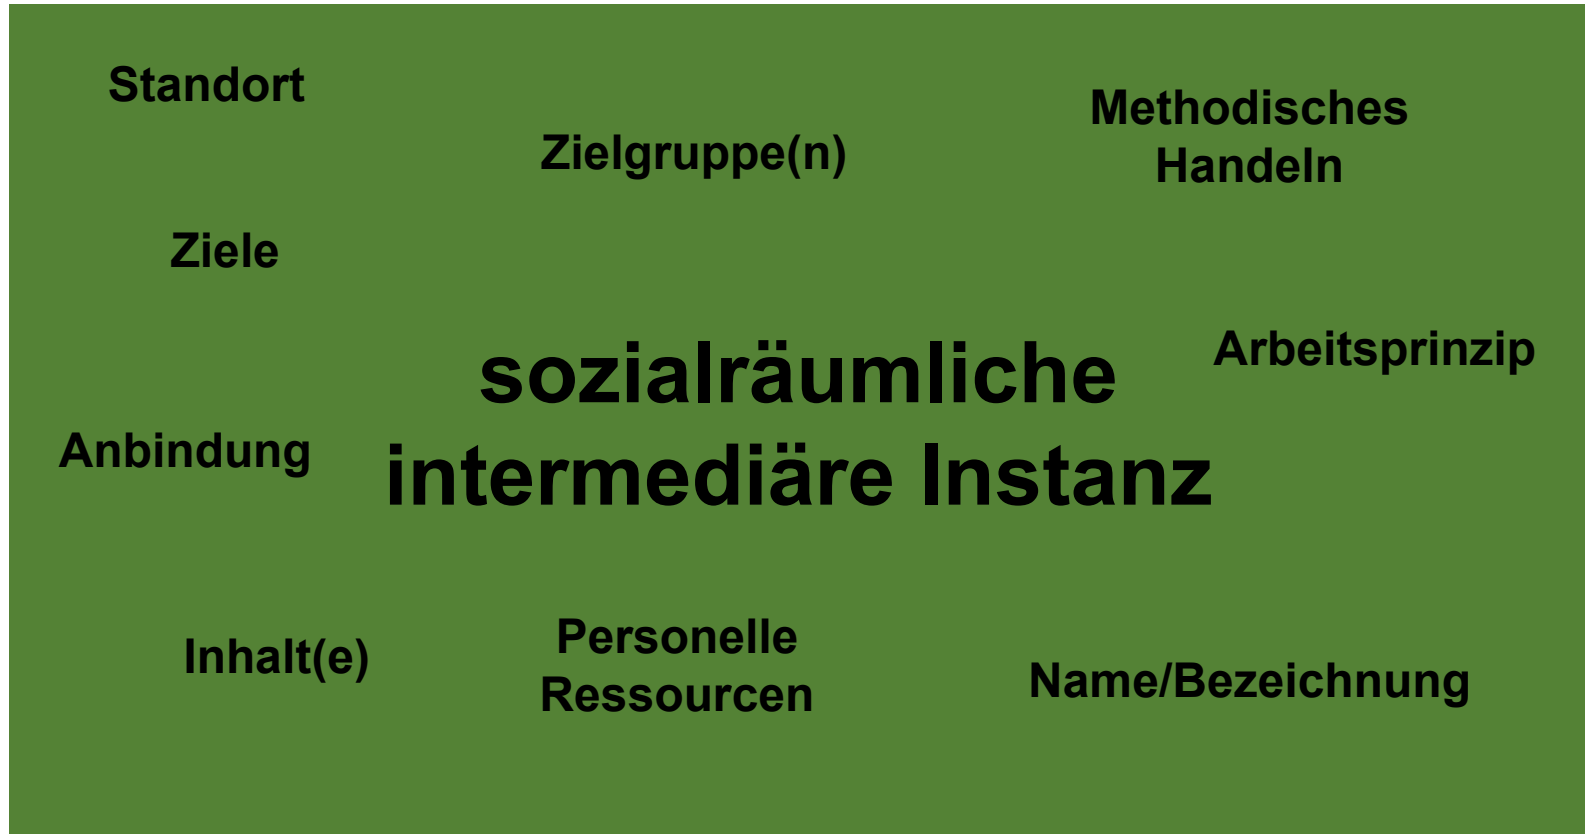 Standort
Zielgruppe(n)
Methodisches
Handeln
Ziele
sozialräumliche
intermediäre Instanz
Arbeitsprinzip
Anbindung
Inhalt(e)
Personelle
Ressourcen
Name/Bezeichnung